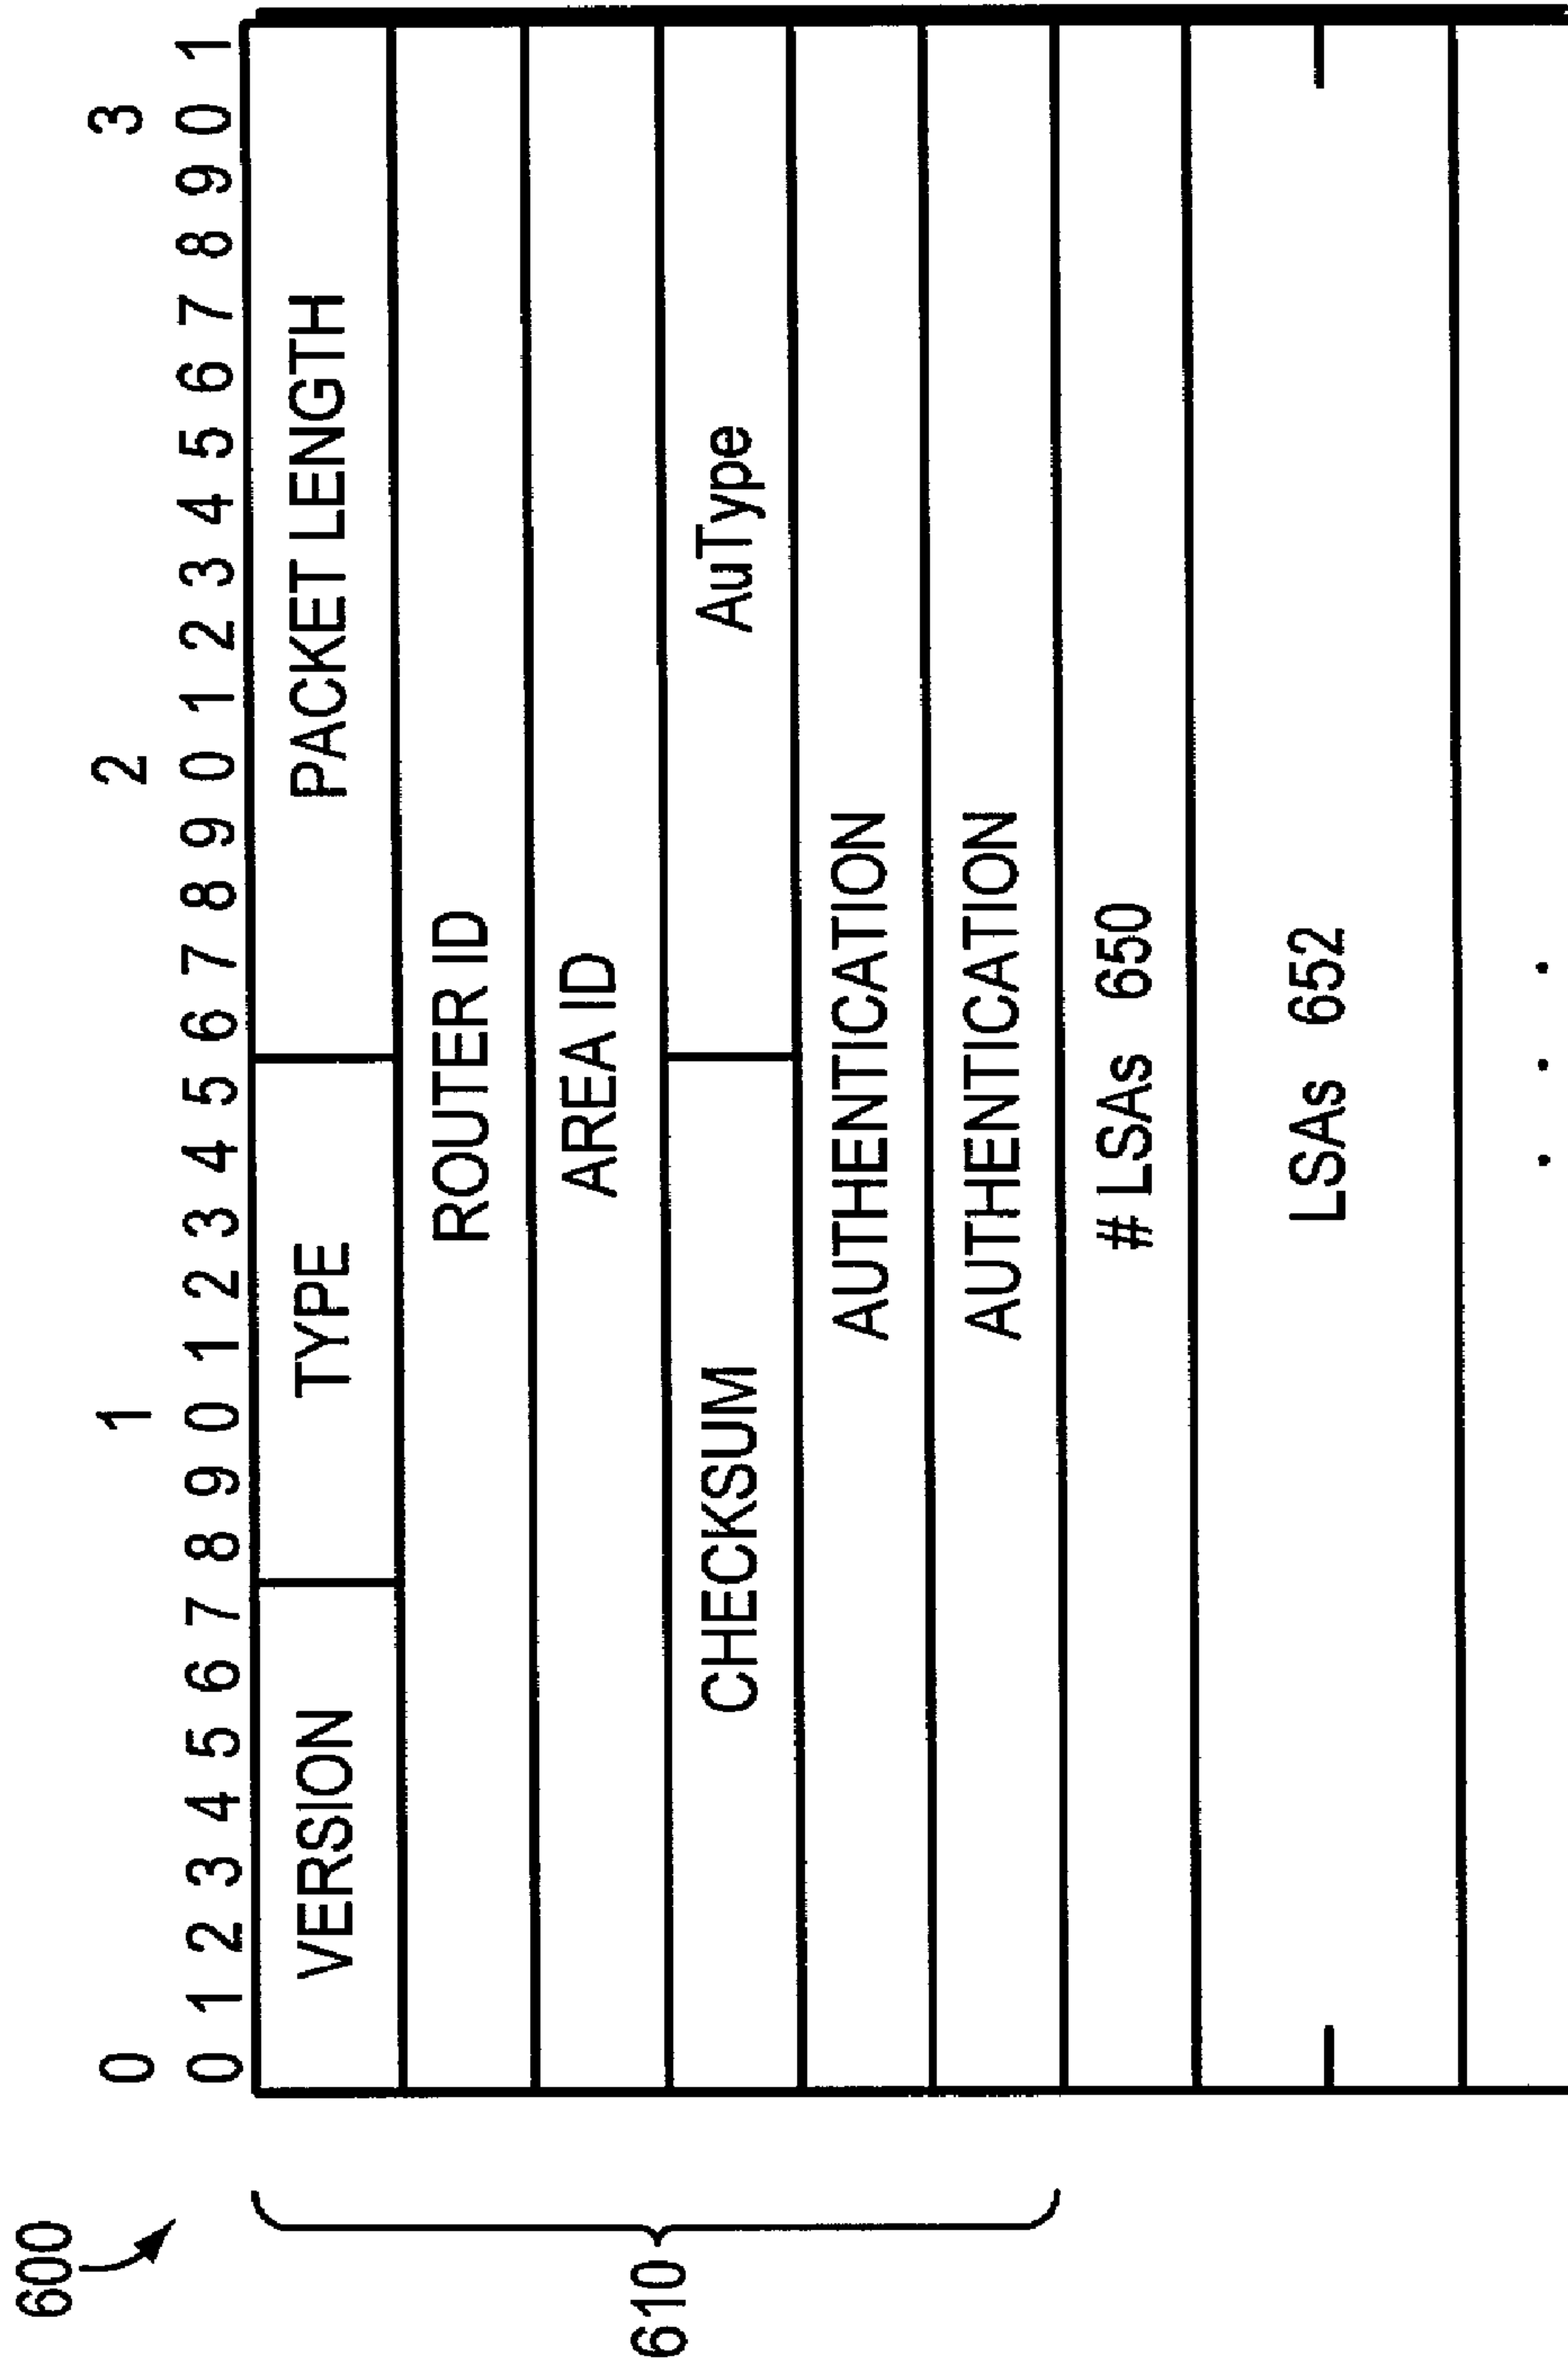 600
0 1 2 3
0 1 2 3 4 5 6 7 8 9 0 1 2 3 4 5 6 7 8 9 0 1 2 3 4 5 6 7 8 9 0 1
VERSION TYPE PACKET LENGTH
ROUTER ID
AREA ID
610
CHECKSUM AuType
AUTHENTICATION
AUTHENTICATION
# LSAs 650
LSAs 652
. . .